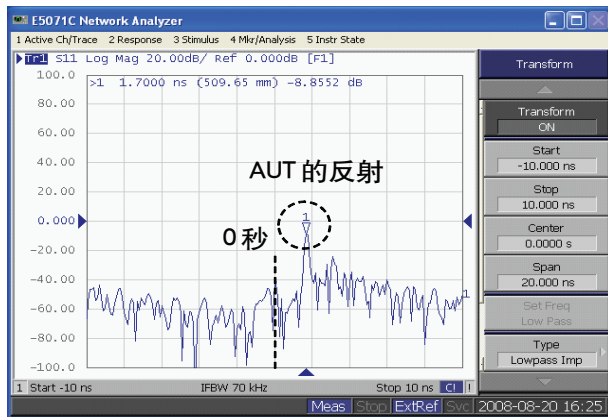 E5071C Network Analyzer
1 Active Ch/Trace 2 Response 3 Stimulus 4 Mkr/Analysis 5 Instr State
Tr1 S11 Log Mag 20.00dB/ Ref 0.000dB [F1]
>1 1.7000 ns (509.65 mm) -8.8552 dB
100.0
80.00
60.00
40.00
20.00
0.000
-20.00
-40.00
-60.00
-80.00
-100.0
AUT的反射
1
0秒
1
1 Start -10 ns
IFBW 70 kHz
Stop 10 ns
C!
!
Transform
Transform
ON
Start
-10.000 ns
Stop
10.000 ns
Center
0.0000 s
Span
20.000 ns
Set Freq
Low Pass
Type
Lowpass Imp
Meas Stop ExtRef Svc 2008-08-20 16:25